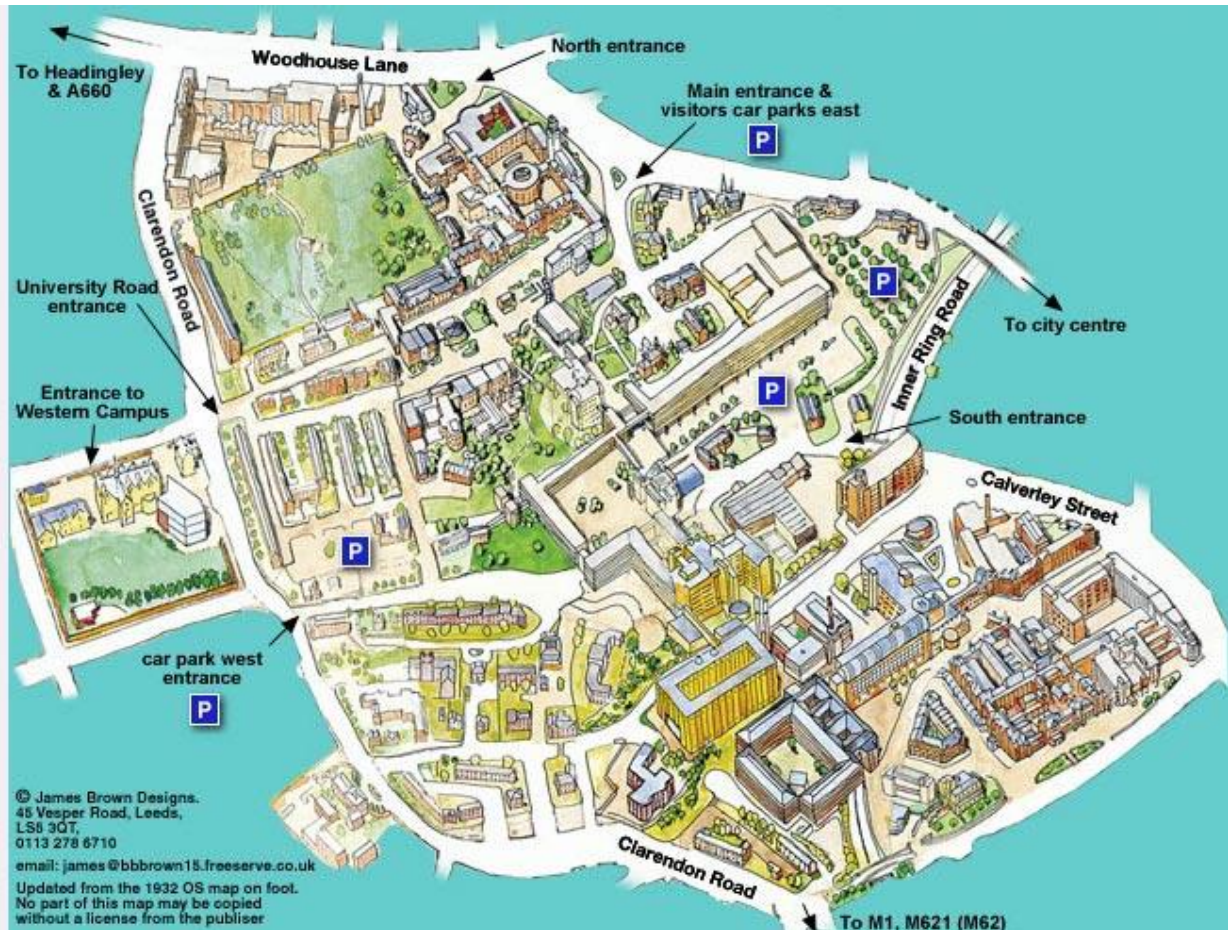 Woodhouse Lane
North entrance
To Headingley
& A660
Main entrance &
visitors car parks east
P
Clarendon Road
University Road
entrance
P
To city centre
Inner Ring Road
Entrance to
Western Campus
P
South entrance
Calverley Street
P
car park west
entrance
P
© James Brown Designs.
45 Vesper Road, Leeds,
LS5 3QT,
0113 278 6710
email: james@bbbrown15.freeserve.co.uk
Updated from the 1932 OS map on foot.
No part of this map may be copied
without a license from the publiser
Clarendon Road
To M1, M621 (M62)